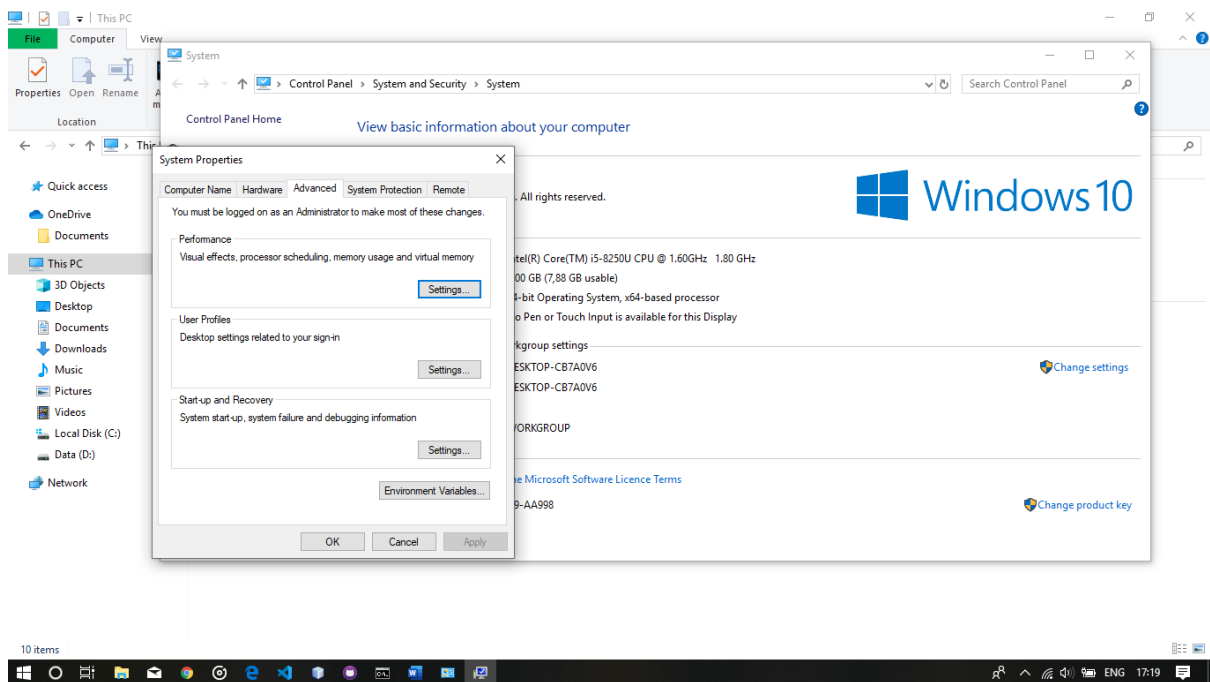 This PC
File Computer View
System
Properties Open Rename
Location
Control Panel System and Security System
Search Control Panel
Control Panel Home
View basic information about your computer
Quick access
OneDrive
Documents
This PC
3D Objects
Desktop
Documents
Downloads
Music
Pictures
Videos
Local Disk (C:)
Data (D:)
Network
System Properties
Computer Name Hardware Advanced System Protection Remote
You must be logged on as an Administrator to make most of these changes.
Performance
Visual effects, processor scheduling, memory usage and virtual memory
Settings...
User Profiles
Desktop settings related to your sign-in
Settings...
Start-up and Recovery
System start-up, system failure and debugging information
Settings...
Environment Variables...
OK Cancel Apply
. All rights reserved.
Windows 10
tel(R) Core(TM) i5-8250U CPU @ 1.60GHz 1.80 GHz
00 GB (7,88 GB usable)
-bit Operating System, x64-based processor
o Pen or Touch Input is available for this Display
kgroup settings
ESKTOP-CB7A0V6
Change settings
ESKTOP-CB7A0V6
ORKGROUP
e Microsoft Software Licence Terms
9-AA998
Change product key
10 items
ENG 17:19